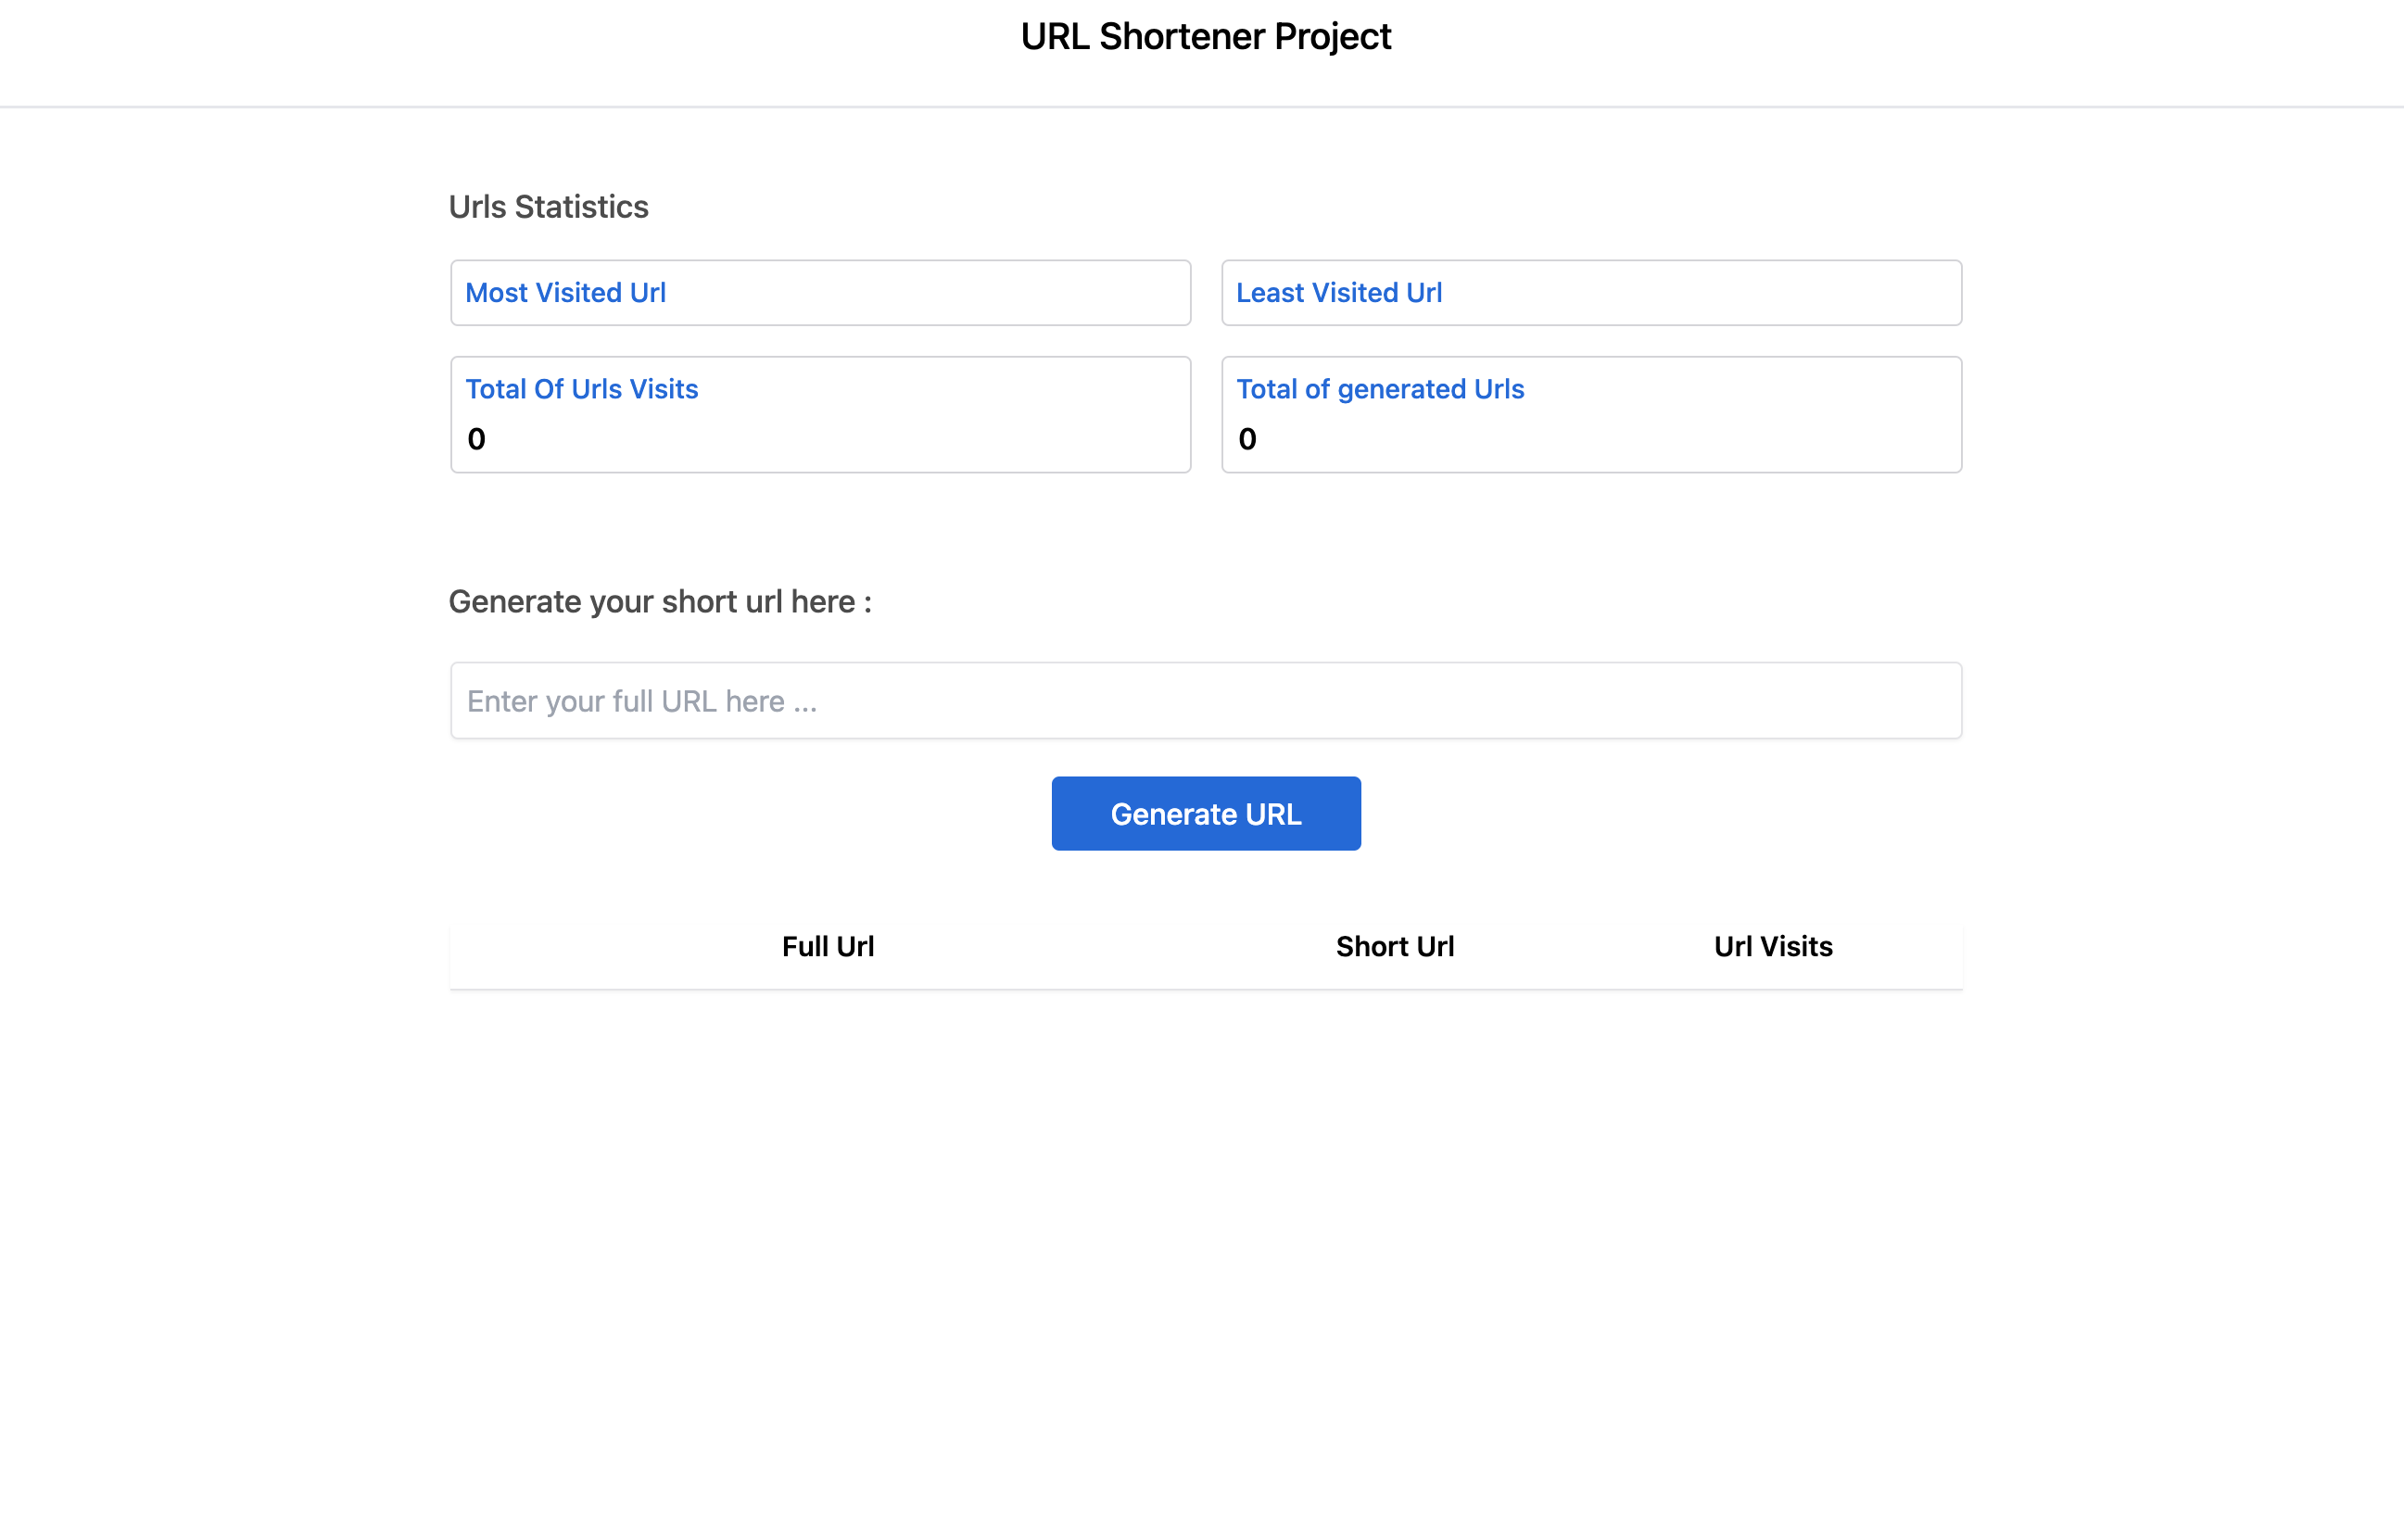 URL Shortener Project
Urls Statistics
Most Visited Url
Least Visited Url
Total Of Urls Visits
0
Total of generated Urls
0
Generate your short url here :
Enter your full URL here ...
Generate URL
Full Url Short Url Url Visits